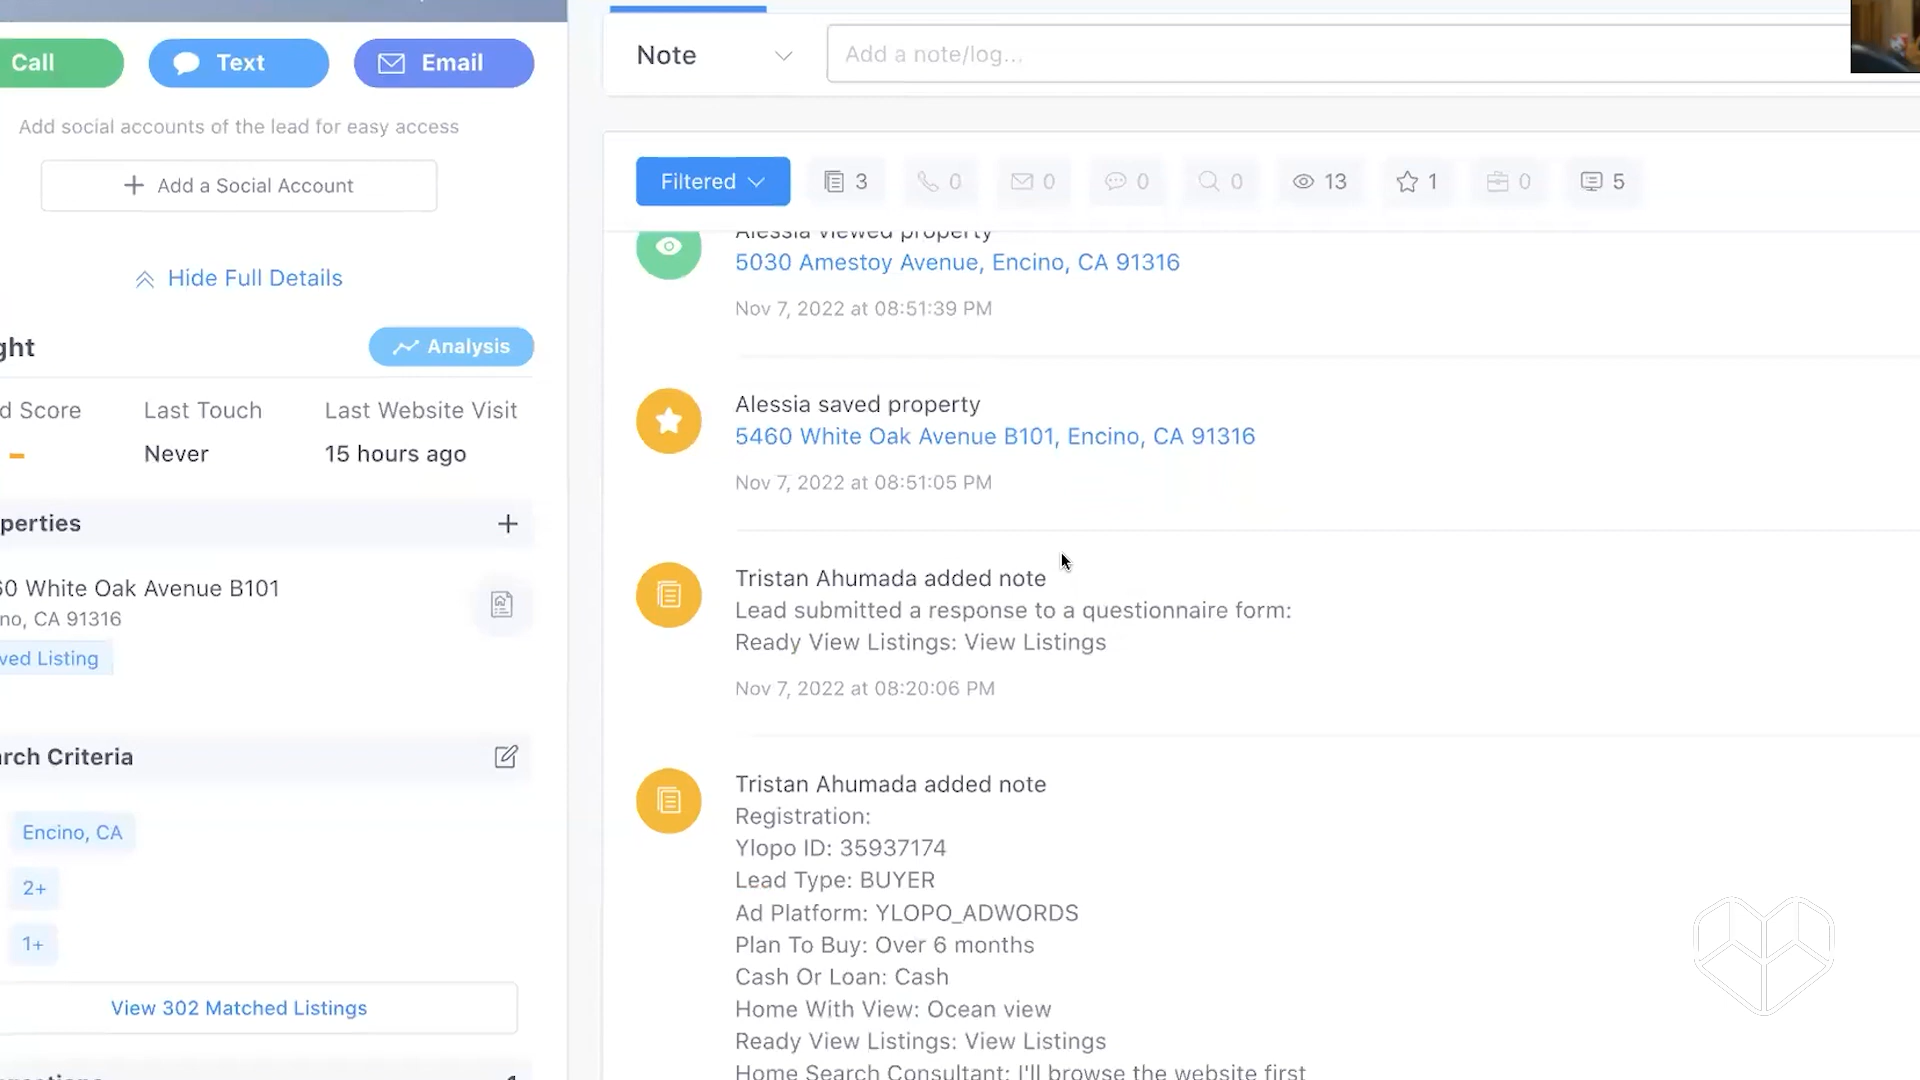 Call
Text
Email
Add social accounts of the lead for easy access
+ Add a Social Account
Hide Full Details
ght
Analysis
d Score
Last Touch
Last Website Visit
–
Never
15 hours ago
perties
+
60 White Oak Avenue B101
no, CA 91316
ved Listing
rch Criteria
Encino, CA
2+
1+
View 302 Matched Listings
Note
Add a note/log...
Filtered
3
0
0
0
0
13
1
0
5
Alessia viewed property
5030 Amestoy Avenue, Encino, CA 91316
Nov 7, 2022 at 08:51:39 PM
Alessia saved property
5460 White Oak Avenue B101, Encino, CA 91316
Nov 7, 2022 at 08:51:05 PM
Tristan Ahumada added note
Lead submitted a response to a questionnaire form:
Ready View Listings: View Listings
Nov 7, 2022 at 08:20:06 PM
Tristan Ahumada added note
Registration:
Ylopo ID: 35937174
Lead Type: BUYER
Ad Platform: YLOPO_ADWORDS
Plan To Buy: Over 6 months
Cash Or Loan: Cash
Home With View: Ocean view
Ready View Listings: View Listings
Home Search Consultant: I'll browse the website first